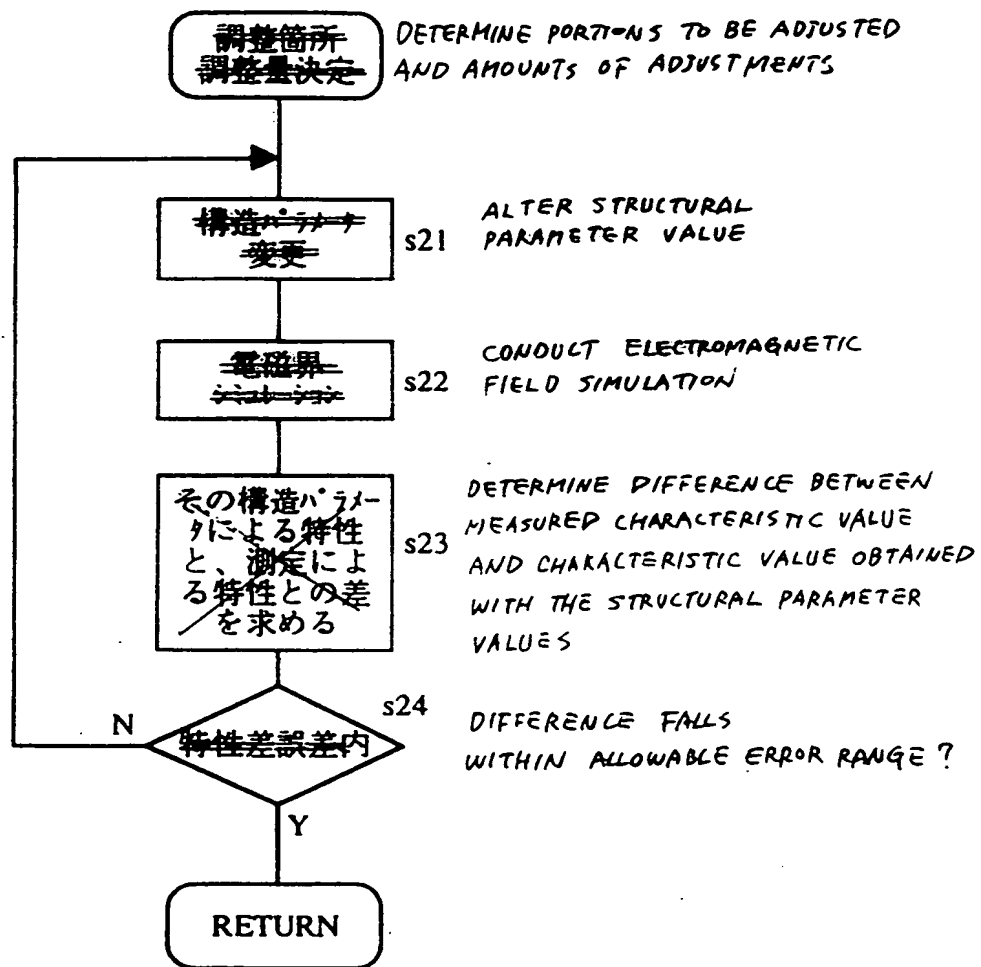 調整箇所
調整量決定
DETERMINE PORTIONS TO BE ADJUSTED
AND AMOUNTS OF ADJUSTMENTS
構造パラメータ
変更
s21
ALTER STRUCTURAL
PARAMETER VALUE
電磁界
シミュレーション
s22
CONDUCT ELECTROMAGNETIC
FIELD SIMULATION
その構造パラメー
タによる特性
と、測定によ
る特性との差
を求める
s23
DETERMINE DIFFERENCE BETWEEN
MEASURED CHARACTERISTIC VALUE
AND CHARACTERISTIC VALUE OBTAINED
WITH THE STRUCTURAL PARAMETER
VALUES
N
特性差誤差内
s24
DIFFERENCE FALLS
WITHIN ALLOWABLE ERROR RANGE?
Y
RETURN